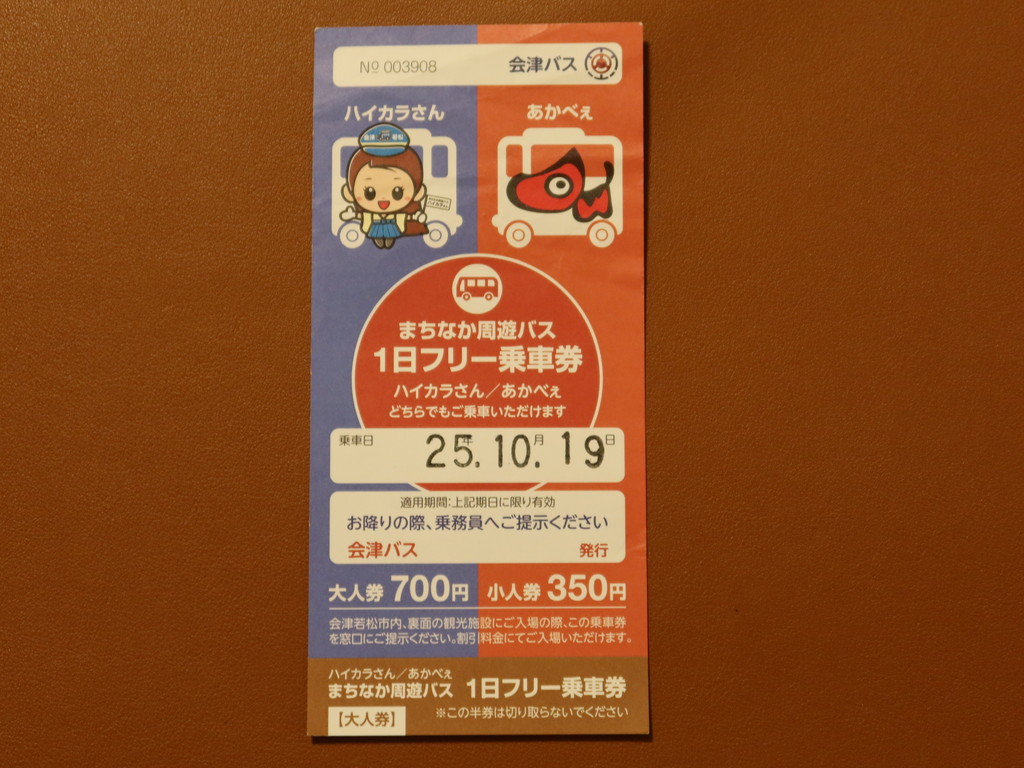 № 003908 会津バス
ハイカラさん あかべぇ
まちなか周遊バス
1日フリー乗車券
ハイカラさん／あかべぇ
どちらでもご乗車いただけます
乗車日 25年10月19日
適用期間：上記期日に限り有効
お降りの際、乗務員へご提示ください
会津バス 発行
大人券 700円 小人券 350円
会津若松市内、裏面の観光施設にご入場の際、この乗車券
を窓口にご提示ください。割引料金にてご入場いただけます。
ハイカラさん／あかべぇ
まちなか周遊バス 1日フリー乗車券
【大人券】 ※この半券は切り取らないでください